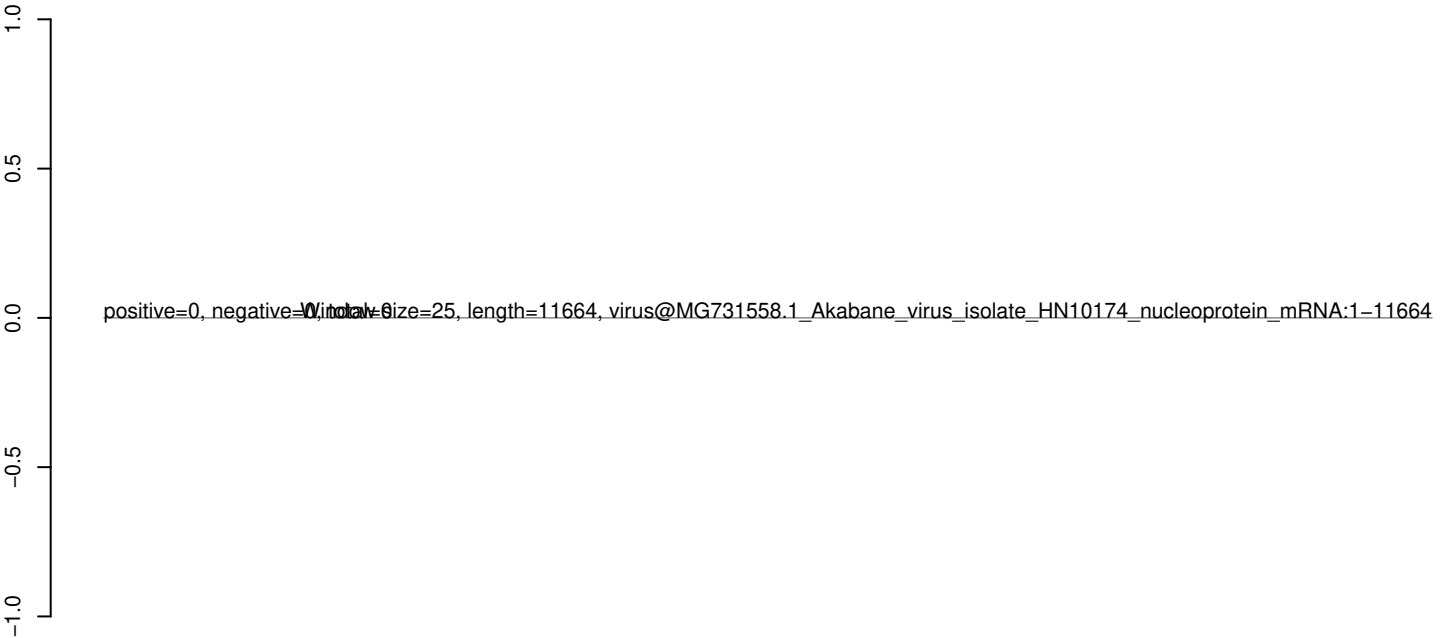 1.0
0.5
0.0
−0.5
−1.0
positive=0, negative=0, total=0
Window size=25, length=11664, virus@MG731558.1_Akabane_virus_isolate_HN10174_nucleoprotein_mRNA:1−11664